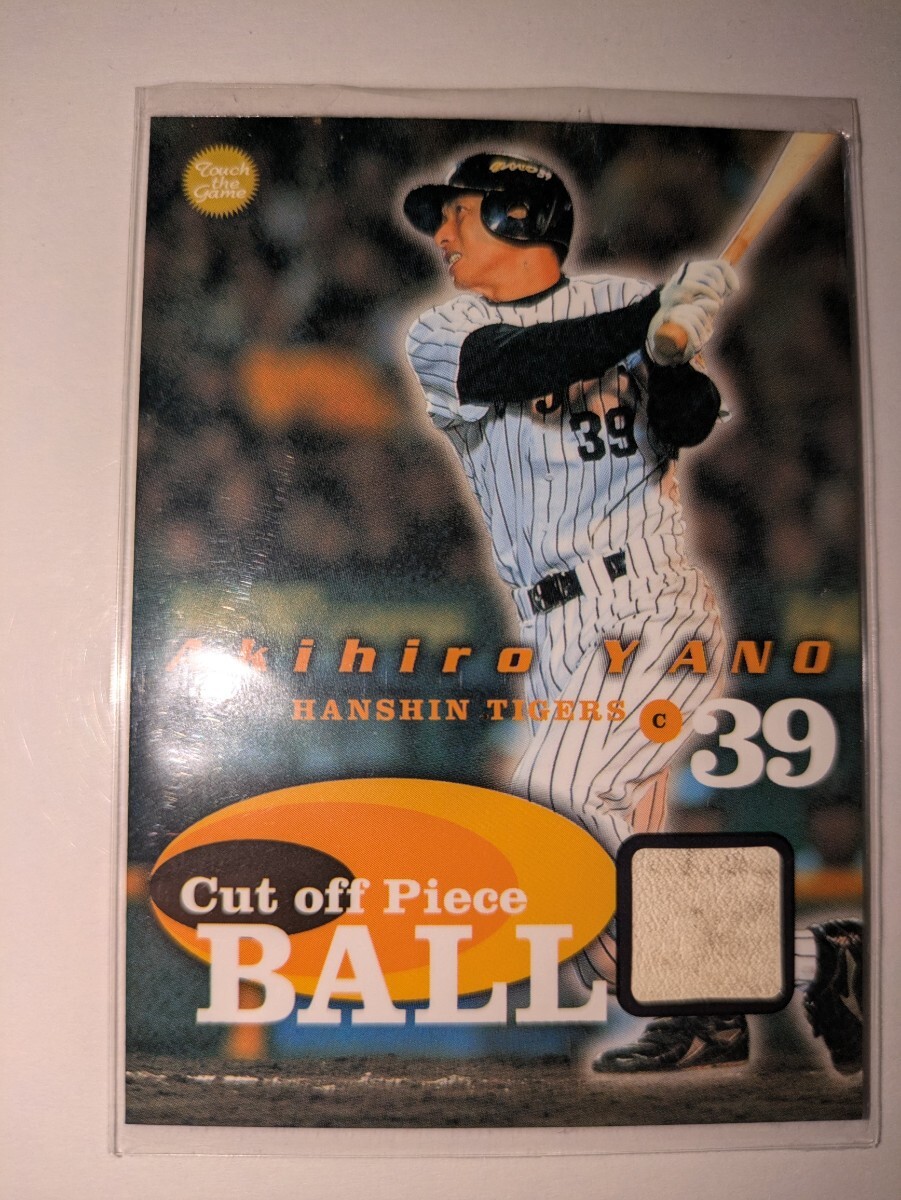 Touch
the
Game
39
Akihiro YANO
HANSHIN TIGERS C 39
Cut off Piece
BALL